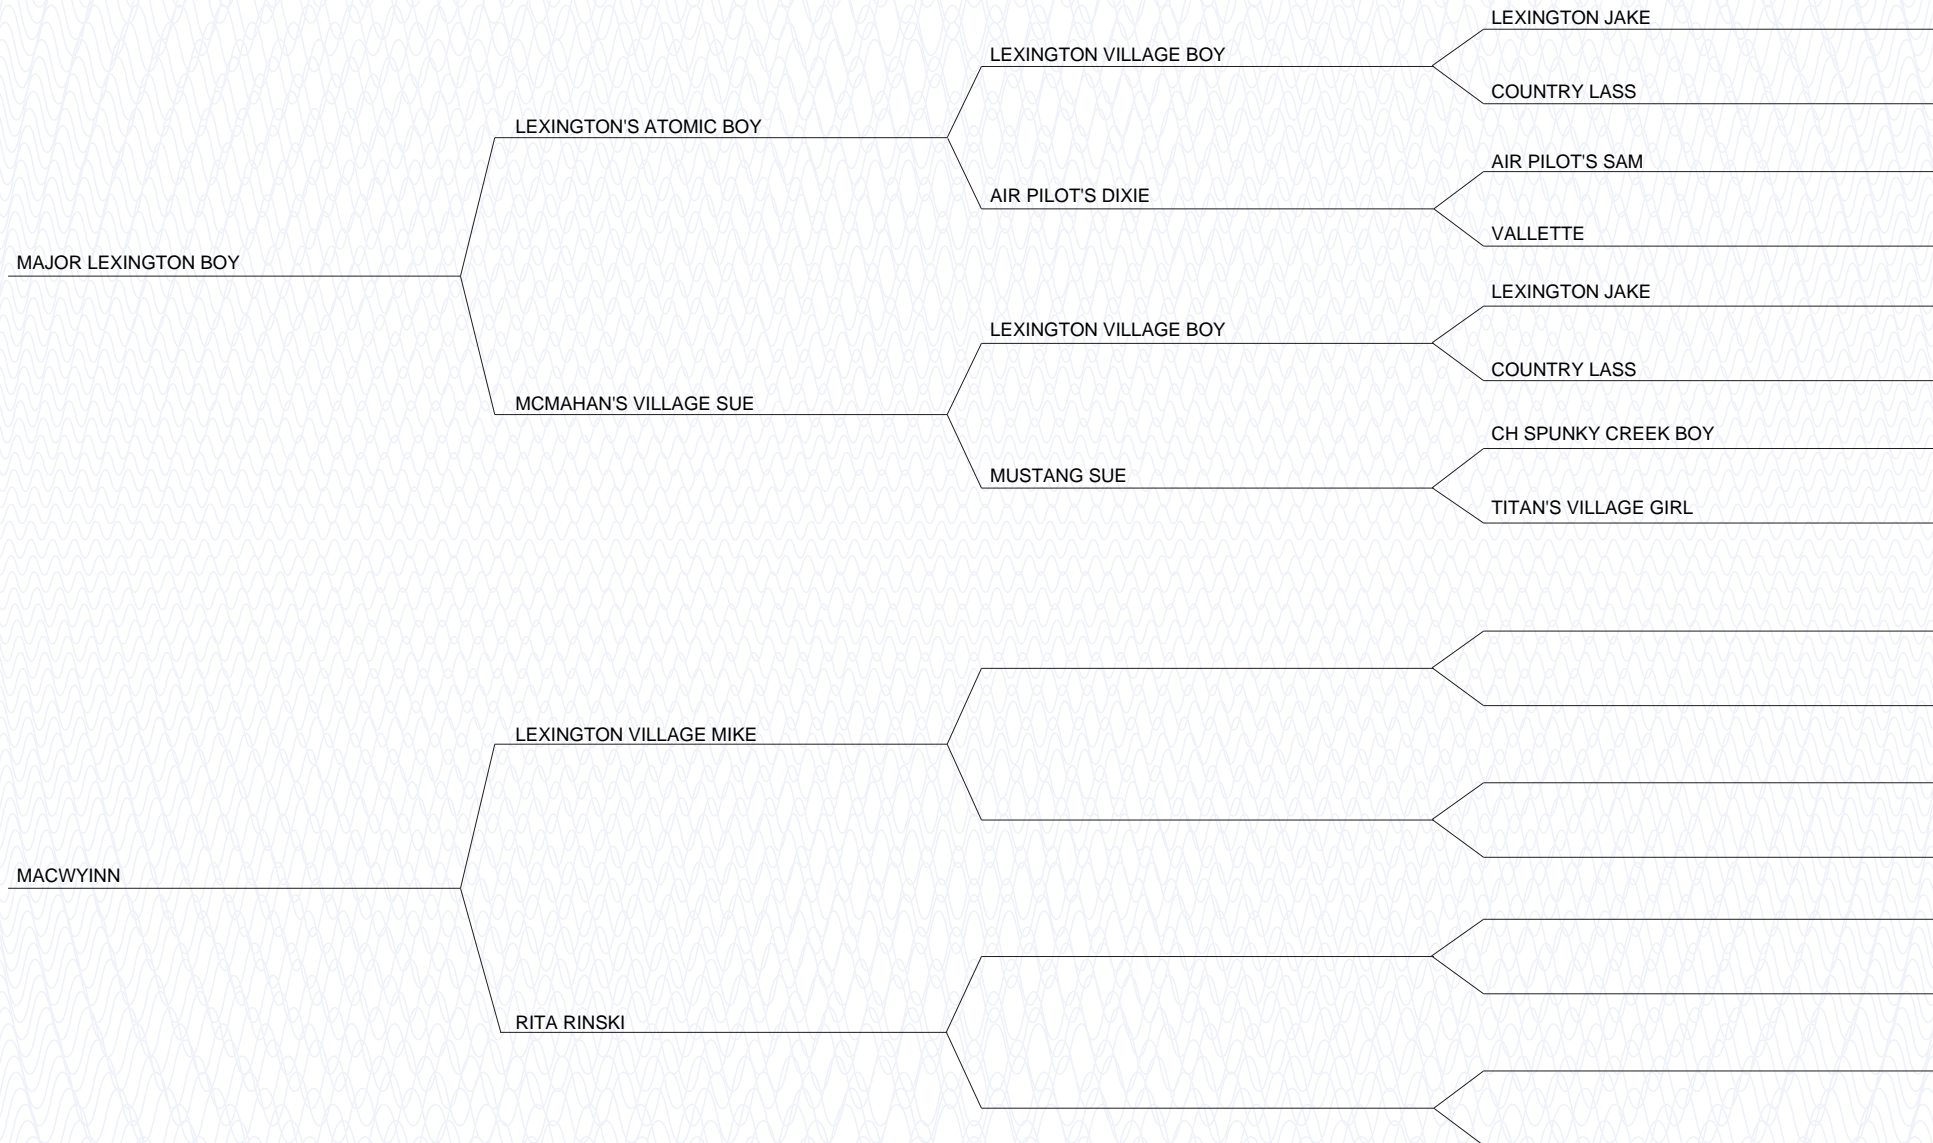 LEXINGTON JAKE
LEXINGTON VILLAGE BOY
COUNTRY LASS
LEXINGTON'S ATOMIC BOY
AIR PILOT'S SAM
AIR PILOT'S DIXIE
VALLETTE
MAJOR LEXINGTON BOY
LEXINGTON JAKE
LEXINGTON VILLAGE BOY
COUNTRY LASS
MCMAHAN'S VILLAGE SUE
CH SPUNKY CREEK BOY
MUSTANG SUE
TITAN'S VILLAGE GIRL
LEXINGTON VILLAGE MIKE
MACWYINN
RITA RINSKI